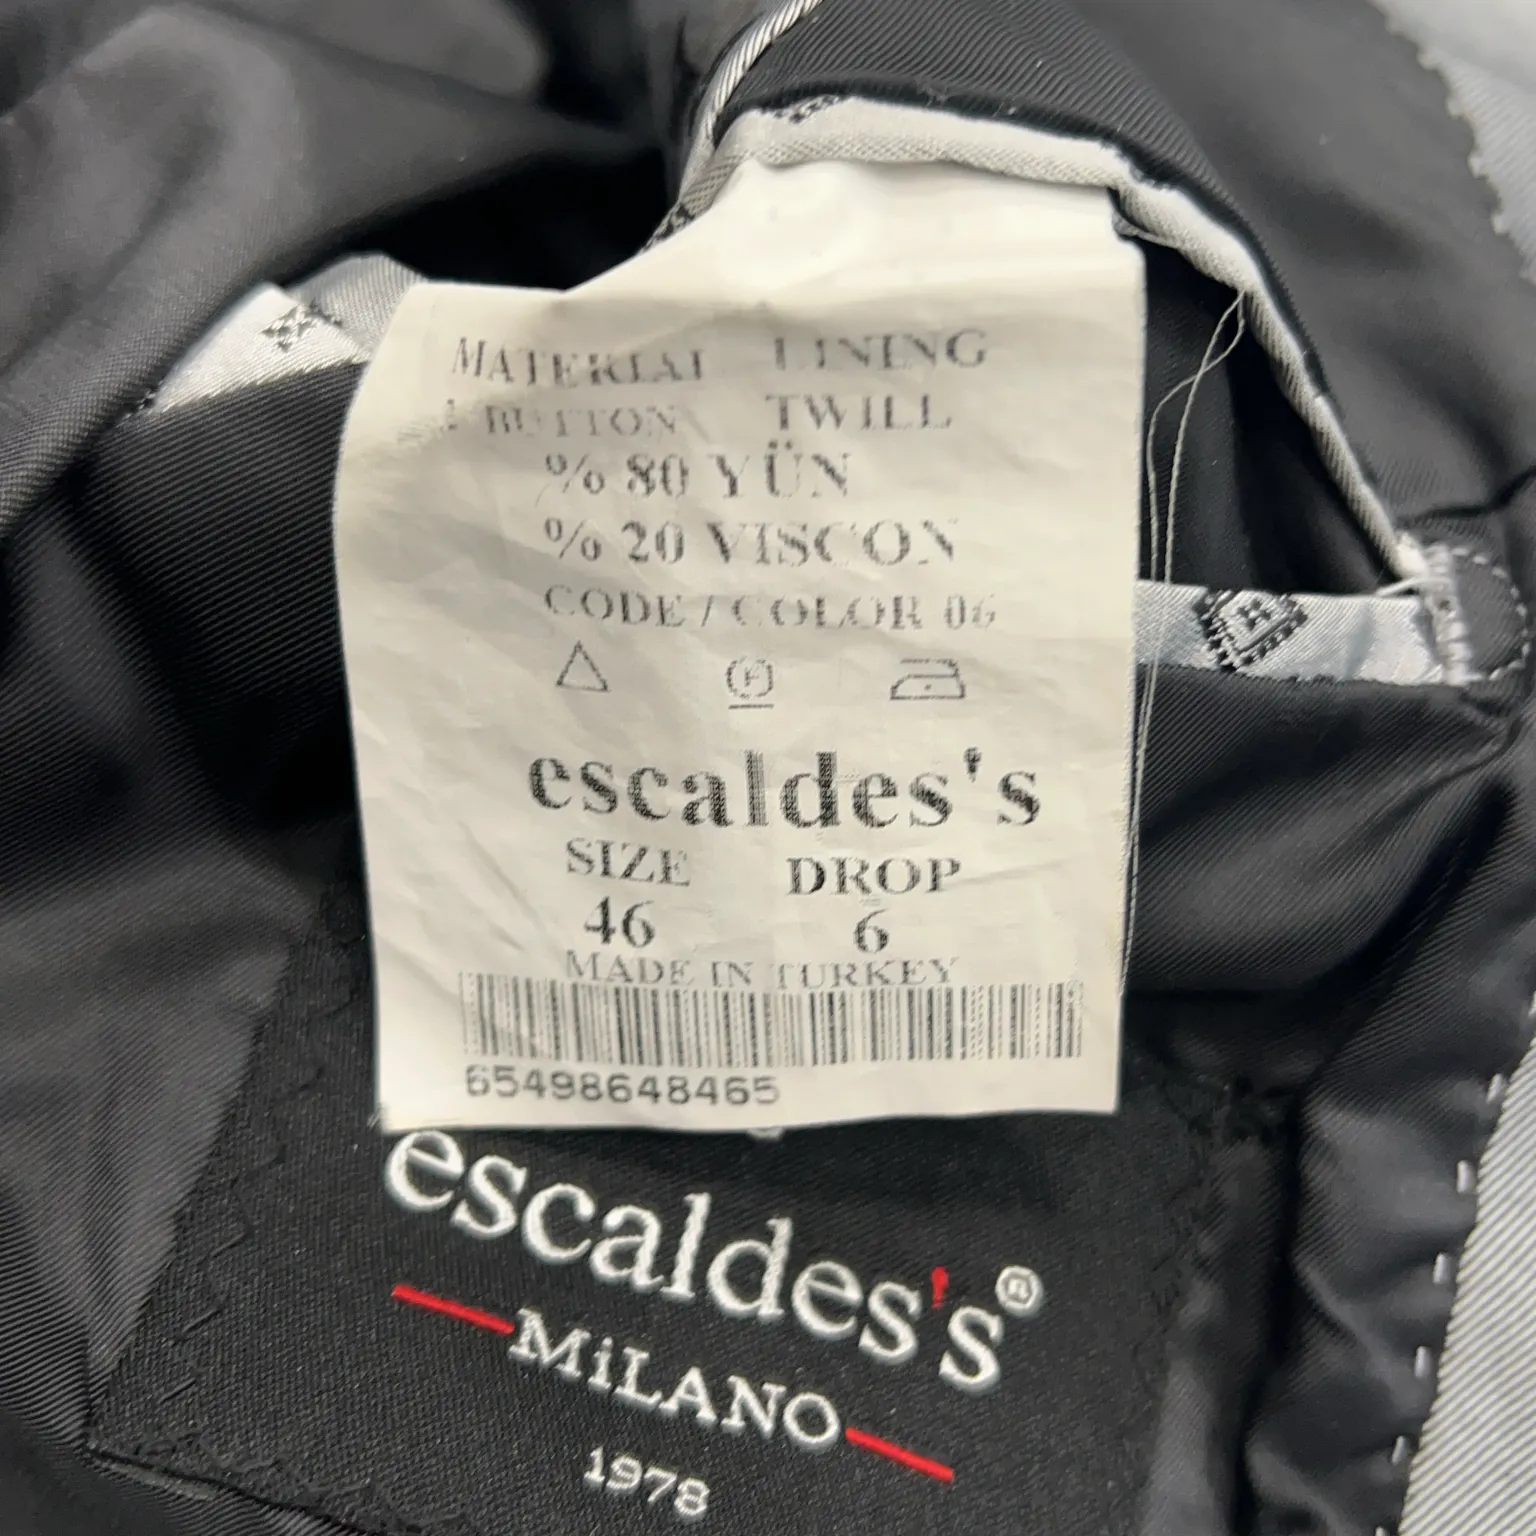 MATERIAL LINING
BUTTON TWILL
% 80 YÜN
% 20 VISCON
CODE / COLOR 06
escaldes's
SIZE DROP
46 6
MADE IN TURKEY
65498648465
escaldes's®
MiLANO
1978